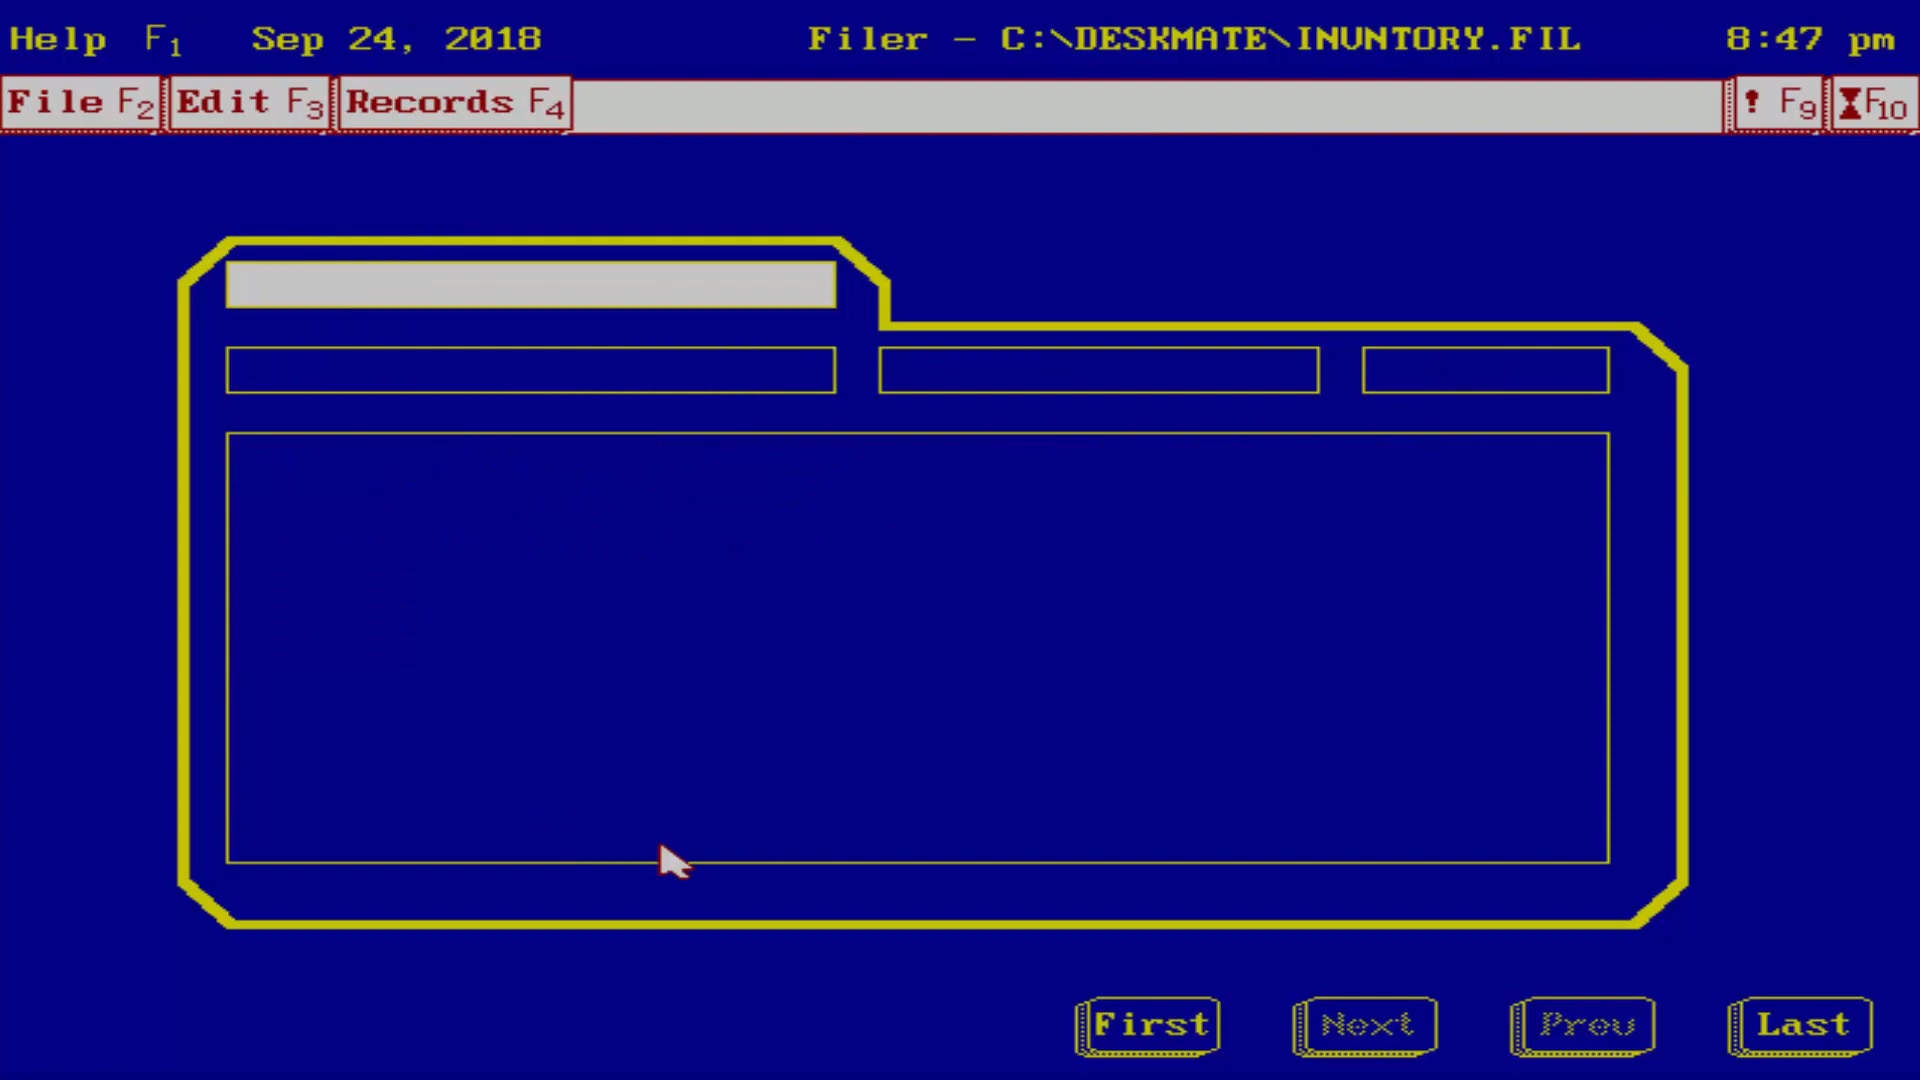 Help F1 Sep 24, 2018 Filer - C:\DESKMATE\INVNTORY.FIL 8:47 pm
File F2 Edit F3 Records F4 ! F9 F10
First Next Prev Last